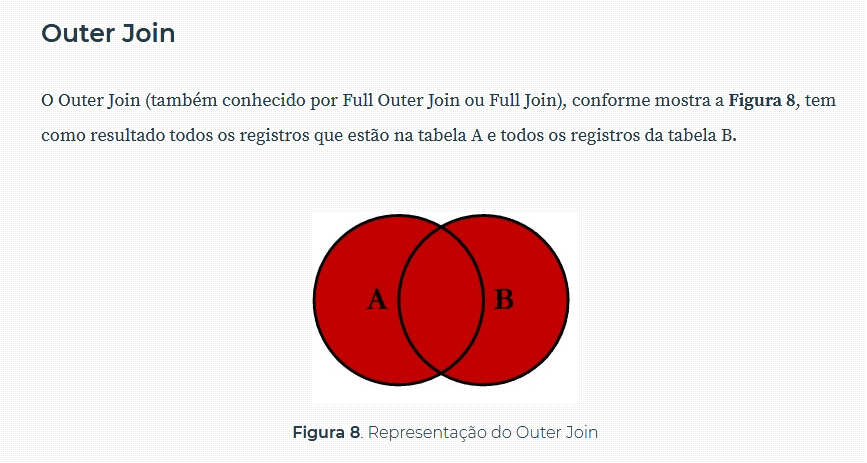 Outer Join
O Outer Join (também conhecido por Full Outer Join ou Full Join), conforme mostra a Figura 8, tem
como resultado todos os registros que estão na tabela A e todos os registros da tabela B.
A B
Figura 8. Representação do Outer Join